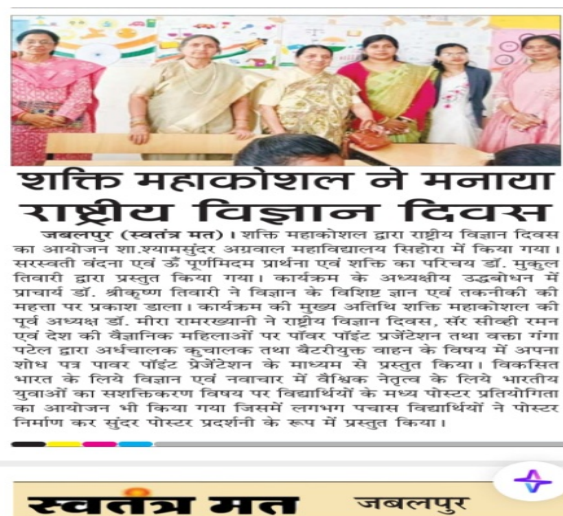 शक्ति महाकोशल ने मनाया
राष्ट्रीय विज्ञान दिवस
जबलपुर (स्वतंत्र मत)। शक्ति महाकोशल द्वारा राष्ट्रीय विज्ञान दिवस
का आयोजन शा.श्यामसुंदर अग्रवाल महाविद्यालय सिहोरा में किया गया।
सरस्वती वंदना एवं ऊँ पूर्णमिदम प्रार्थना एवं शक्ति का परिचय डॉ. मुकुल
तिवारी द्वारा प्रस्तुत किया गया। कार्यक्रम के अध्यक्षीय उद्धबोधन में
प्राचार्य डॉ. श्रीकृष्ण तिवारी ने विज्ञान के विशिष्ट ज्ञान एवं तकनीकी की
महत्ता पर प्रकाश डाला। कार्यक्रम की मुख्य अतिथि शक्ति महाकोशल की
पूर्व अध्यक्ष डॉ. मीरा रामरख्यानी ने राष्ट्रीय विज्ञान दिवस, सॅर सीव्ही रमन
एवं देश की वैज्ञानिक महिलाओं पर पॉवर पॉइंट प्रजेंटेशन तथा वक्ता गंगा
पटेल द्वारा अर्धचालक कुचालक तथा बैटरीयुक्त वाहन के विषय में अपना
शोध पत्र पावर पॉइंट प्रेजेंटेशन के माध्यम से प्रस्तुत किया। विकसित
भारत के लिये विज्ञान एवं नवाचार में वैश्विक नेतृत्व के लिये भारतीय
युवाओं का सशक्तिकरण विषय पर विद्यार्थियों के मध्य पोस्टर प्रतियोगिता
का आयोजन भी किया गया जिसमें लगभग पचास विद्यार्थियों ने पोस्टर
निर्माण कर सुंदर पोस्टर प्रदर्शनी के रूप में प्रस्तुत किया।
स्वतंत्र मत जबलपुर